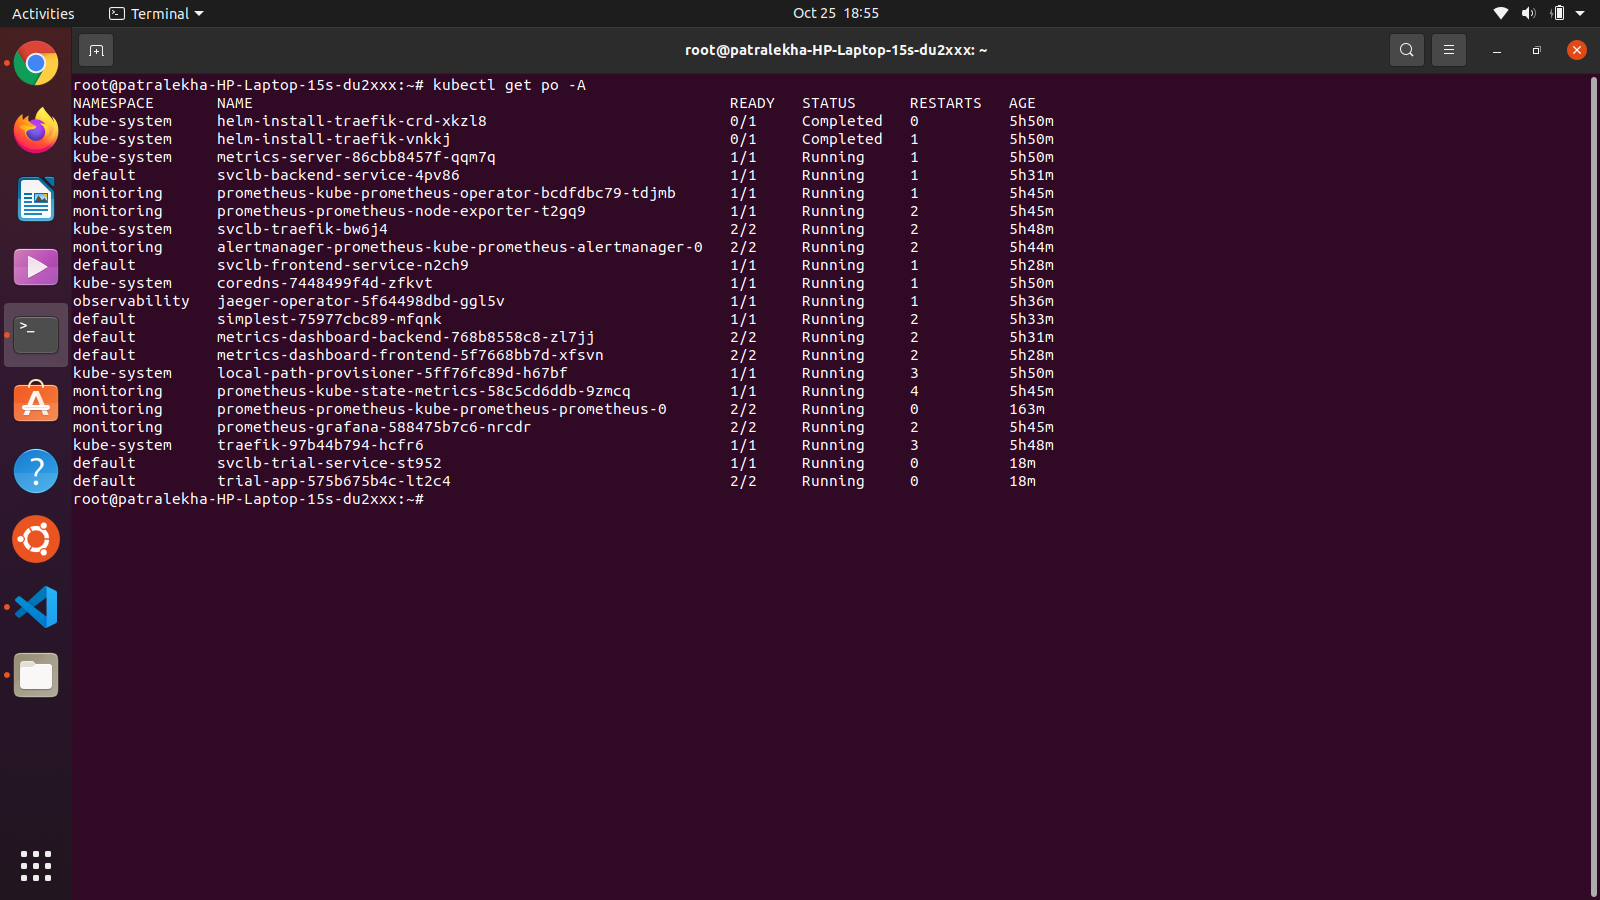 Activities Terminal Oct 25 18:55
root@patralekha-HP-Laptop-15s-du2xxx: ~
root@patralekha-HP-Laptop-15s-du2xxx:~# kubectl get po -A
NAMESPACE NAME READY STATUS RESTARTS AGE
kube-system helm-install-traefik-crd-xkzl8 0/1 Completed 0 5h50m
kube-system helm-install-traefik-vnkkj 0/1 Completed 1 5h50m
kube-system metrics-server-86cbb8457f-qqm7q 1/1 Running 1 5h50m
default svclb-backend-service-4pv86 1/1 Running 1 5h31m
monitoring prometheus-kube-prometheus-operator-bcdfdbc79-tdjmb 1/1 Running 1 5h45m
monitoring prometheus-prometheus-node-exporter-t2gq9 1/1 Running 2 5h45m
kube-system svclb-traefik-bw6j4 2/2 Running 2 5h48m
monitoring alertmanager-prometheus-kube-prometheus-alertmanager-0 2/2 Running 2 5h44m
default svclb-frontend-service-n2ch9 1/1 Running 1 5h28m
kube-system coredns-7448499f4d-zfkvt 1/1 Running 1 5h50m
observability jaeger-operator-5f64498dbd-ggl5v 1/1 Running 1 5h36m
default simplest-75977cbc89-mfqnk 1/1 Running 2 5h33m
default metrics-dashboard-backend-768b8558c8-zl7jj 2/2 Running 2 5h31m
default metrics-dashboard-frontend-5f7668bb7d-xfsvn 2/2 Running 2 5h28m
kube-system local-path-provisioner-5ff76fc89d-h67bf 1/1 Running 3 5h50m
monitoring prometheus-kube-state-metrics-58c5cd6ddb-9zmcq 1/1 Running 4 5h45m
monitoring prometheus-prometheus-kube-prometheus-prometheus-0 2/2 Running 0 163m
monitoring prometheus-grafana-588475b7c6-nrcdr 2/2 Running 2 5h45m
kube-system traefik-97b44b794-hcfr6 1/1 Running 3 5h48m
default svclb-trial-service-st952 1/1 Running 0 18m
default trial-app-575b675b4c-lt2c4 2/2 Running 0 18m
root@patralekha-HP-Laptop-15s-du2xxx:~#